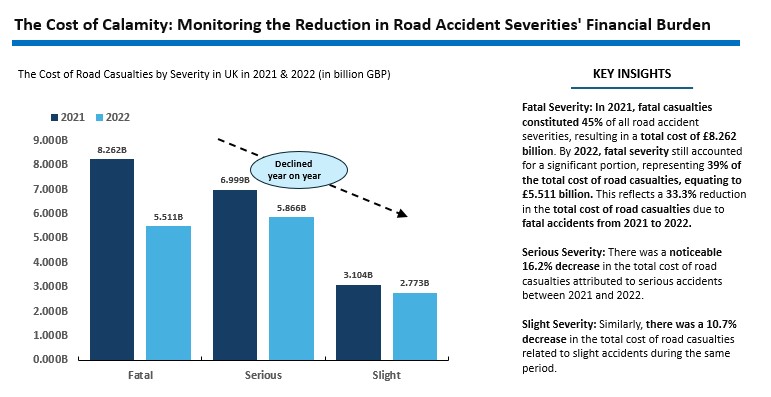 The Cost of Calamity: Monitoring the Reduction in Road Accident Severities' Financial Burden
The Cost of Road Casualties by Severity in UK in 2021 & 2022 (in billion GBP)
2021 2022
9.000B
8.000B
7.000B
6.000B
5.000B
4.000B
3.000B
2.000B
1.000B
0.000B
8.262B
5.511B
6.999B
5.866B
3.104B
2.773B
Declined
year on year
Fatal Serious Slight
KEY INSIGHTS
Fatal Severity: In 2021, fatal casualties
constituted 45% of all road accident
severities, resulting in a total cost of £8.262
billion. By 2022, fatal severity still accounted
for a significant portion, representing 39% of
the total cost of road casualties, equating to
£5.511 billion. This reflects a 33.3% reduction
in the total cost of road casualties due to
fatal accidents from 2021 to 2022.
Serious Severity: There was a noticeable
16.2% decrease in the total cost of road
casualties attributed to serious accidents
between 2021 and 2022.
Slight Severity: Similarly, there was a 10.7%
decrease in the total cost of road casualties
related to slight accidents during the same
period.